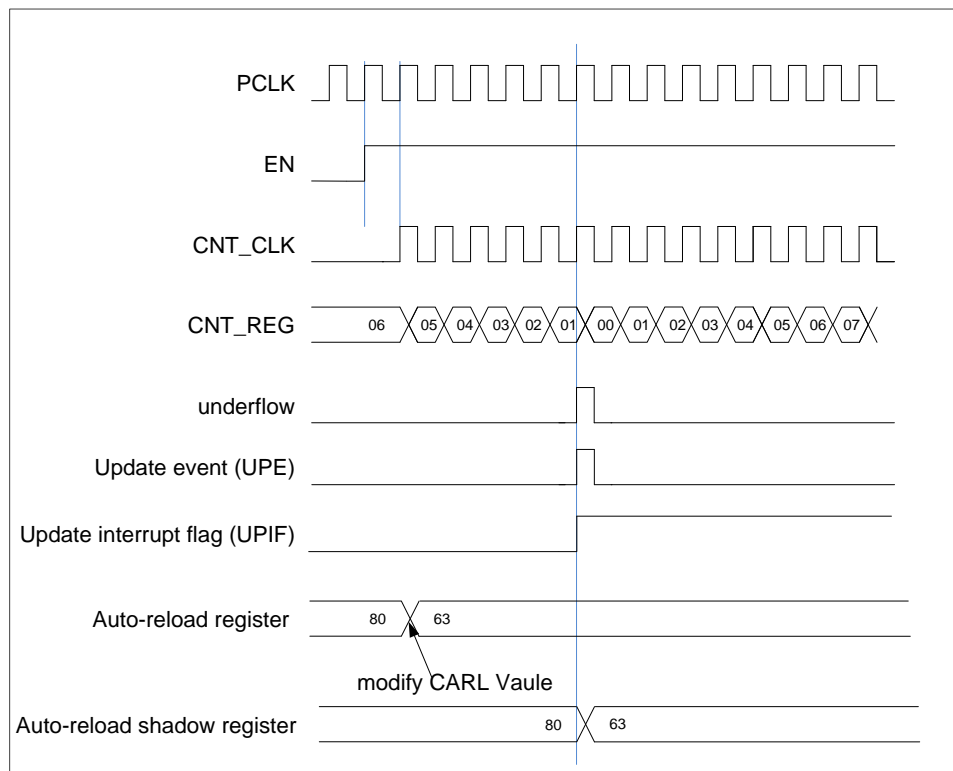 PCLK
EN
CNT_CLK
CNT_REG
06 05 04 03 02 01 00 01 02 03 04 05 06 07
underflow
Update event (UPE)
Update interrupt flag (UPIF)
Auto-reload register
80 63
modify CARL Vaule
Auto-reload shadow register
80 63